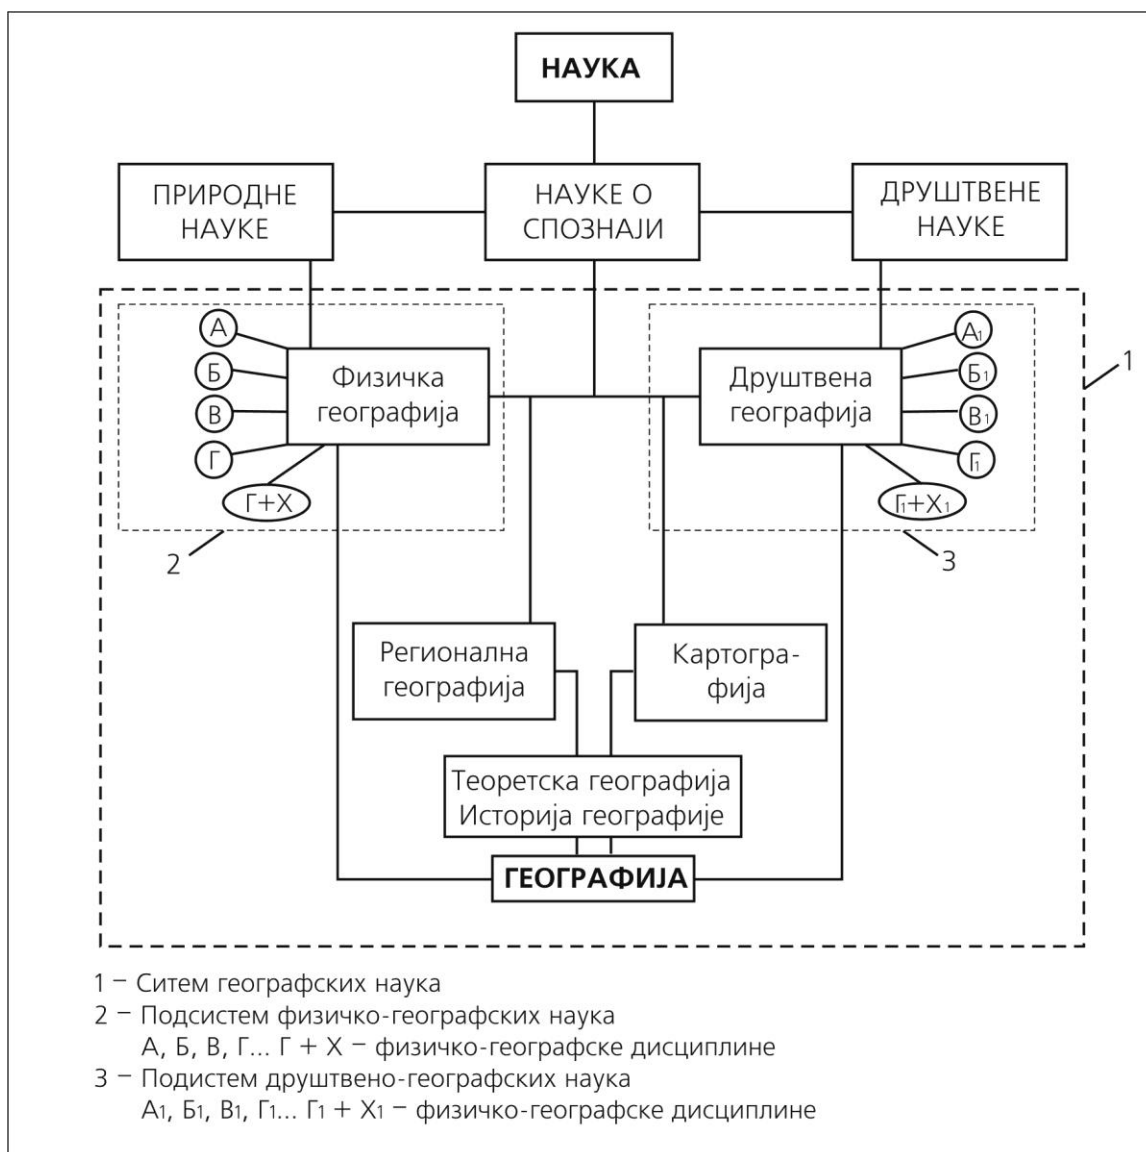 НАУКА
ПРИРОДНЕ
НАУКЕ
НАУКЕ О
СПОЗНАЈИ
ДРУШТВЕНЕ
НАУКЕ
А
Б
В
Г
Г+Х
Физичка
географија
Друштвена
географија
А1
Б1
В1
Г1
Г1+Х1
1
2
3
Регионална
географија
Картогра-
фија
Теоретска географија
Историја географије
ГЕОГРАФИЈА
1 – Ситем географских наука
2 – Подсистем физичко-географских наука
А, Б, В, Г... Г + Х – физичко-географске дисциплине
3 – Подистем друштвено-географских наука
А1, Б1, В1, Г1... Г1 + Х1 – физичко-географске дисциплине